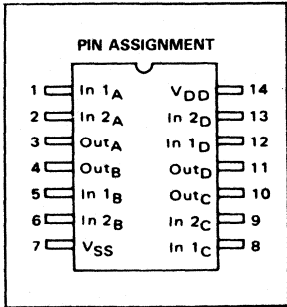 PIN ASSIGNMENT
1 In 1A VDD 14
2 In 2A In 2D 13
3 OutA In 1D 12
4 OutB OutD 11
5 In 1B OutC 10
6 In 2B In 2C 9
7 VSS In 1C 8